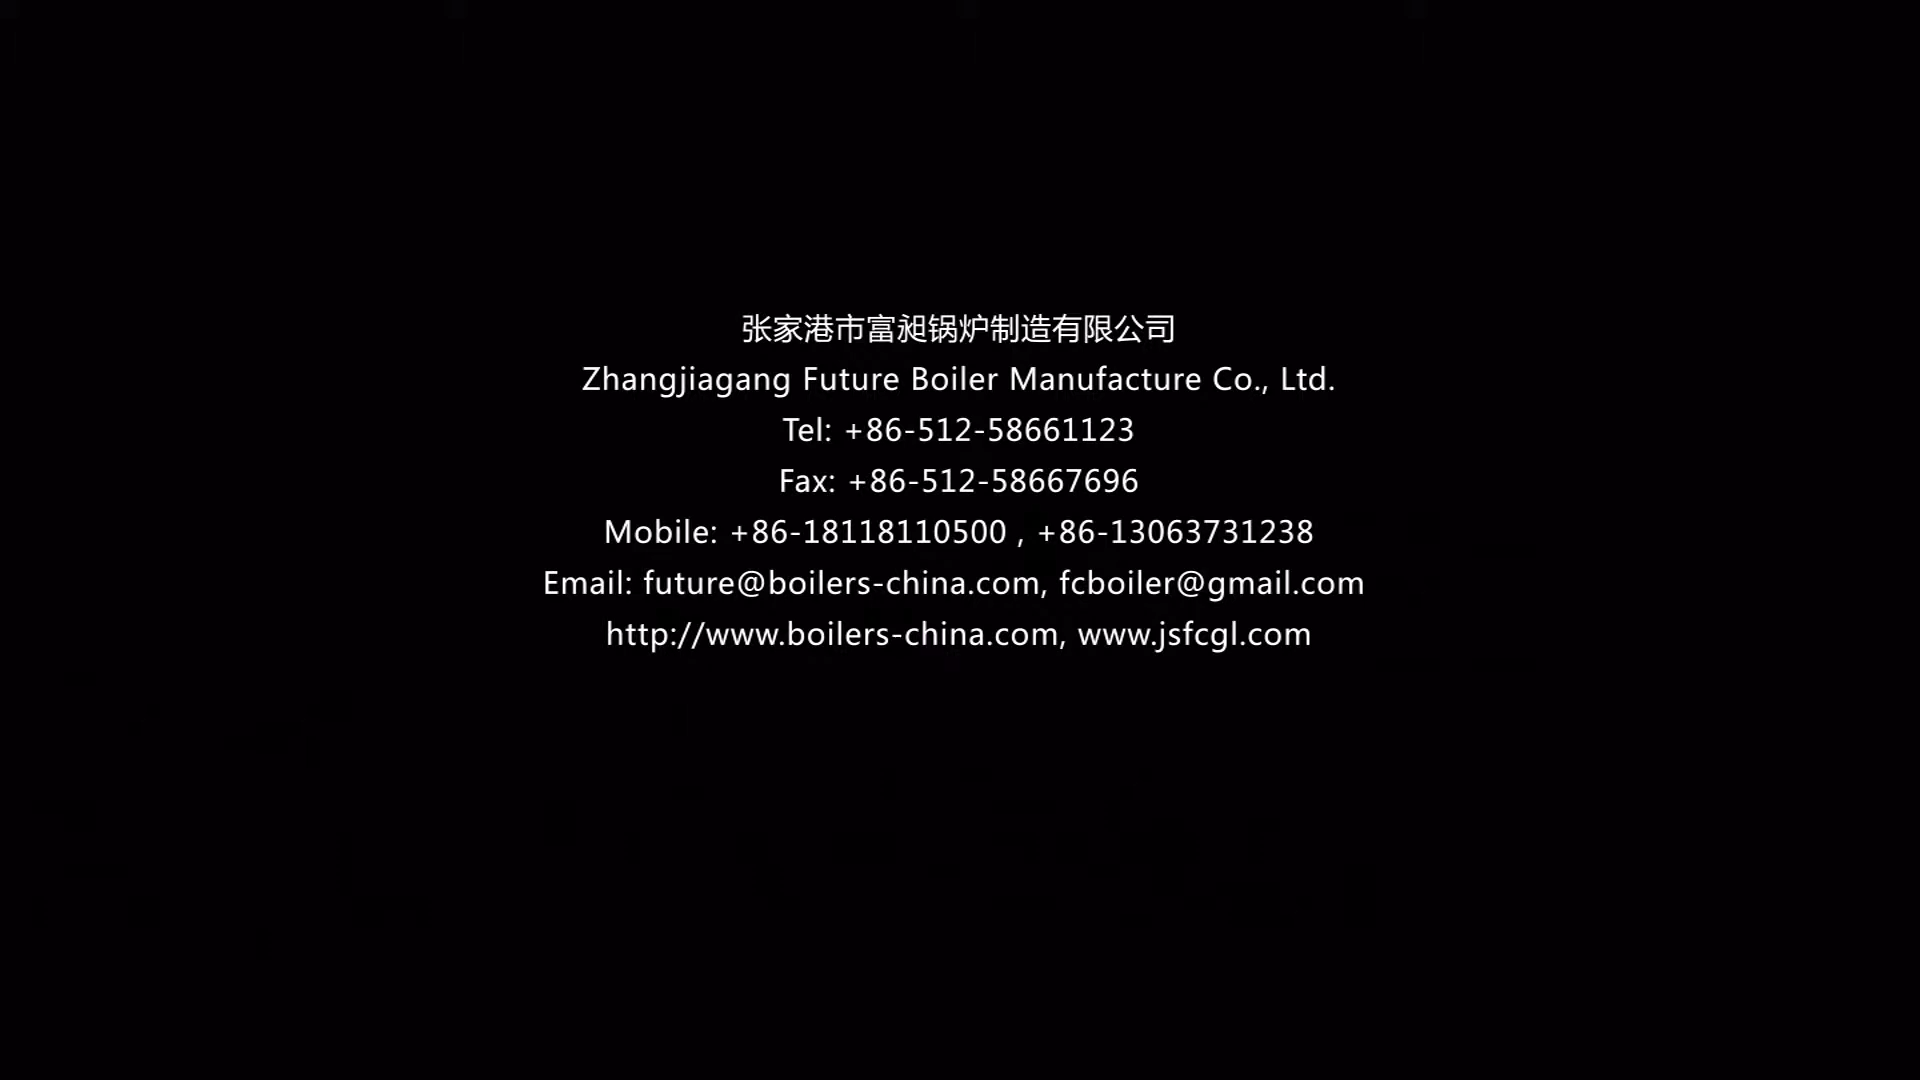 张家港市富昶锅炉制造有限公司
Zhangjiagang Future Boiler Manufacture Co., Ltd.
Tel: +86-512-58661123
Fax: +86-512-58667696
Mobile: +86-18118110500 , +86-13063731238
Email: future@boilers-china.com, fcboiler@gmail.com
http://www.boilers-china.com, www.jsfcgl.com